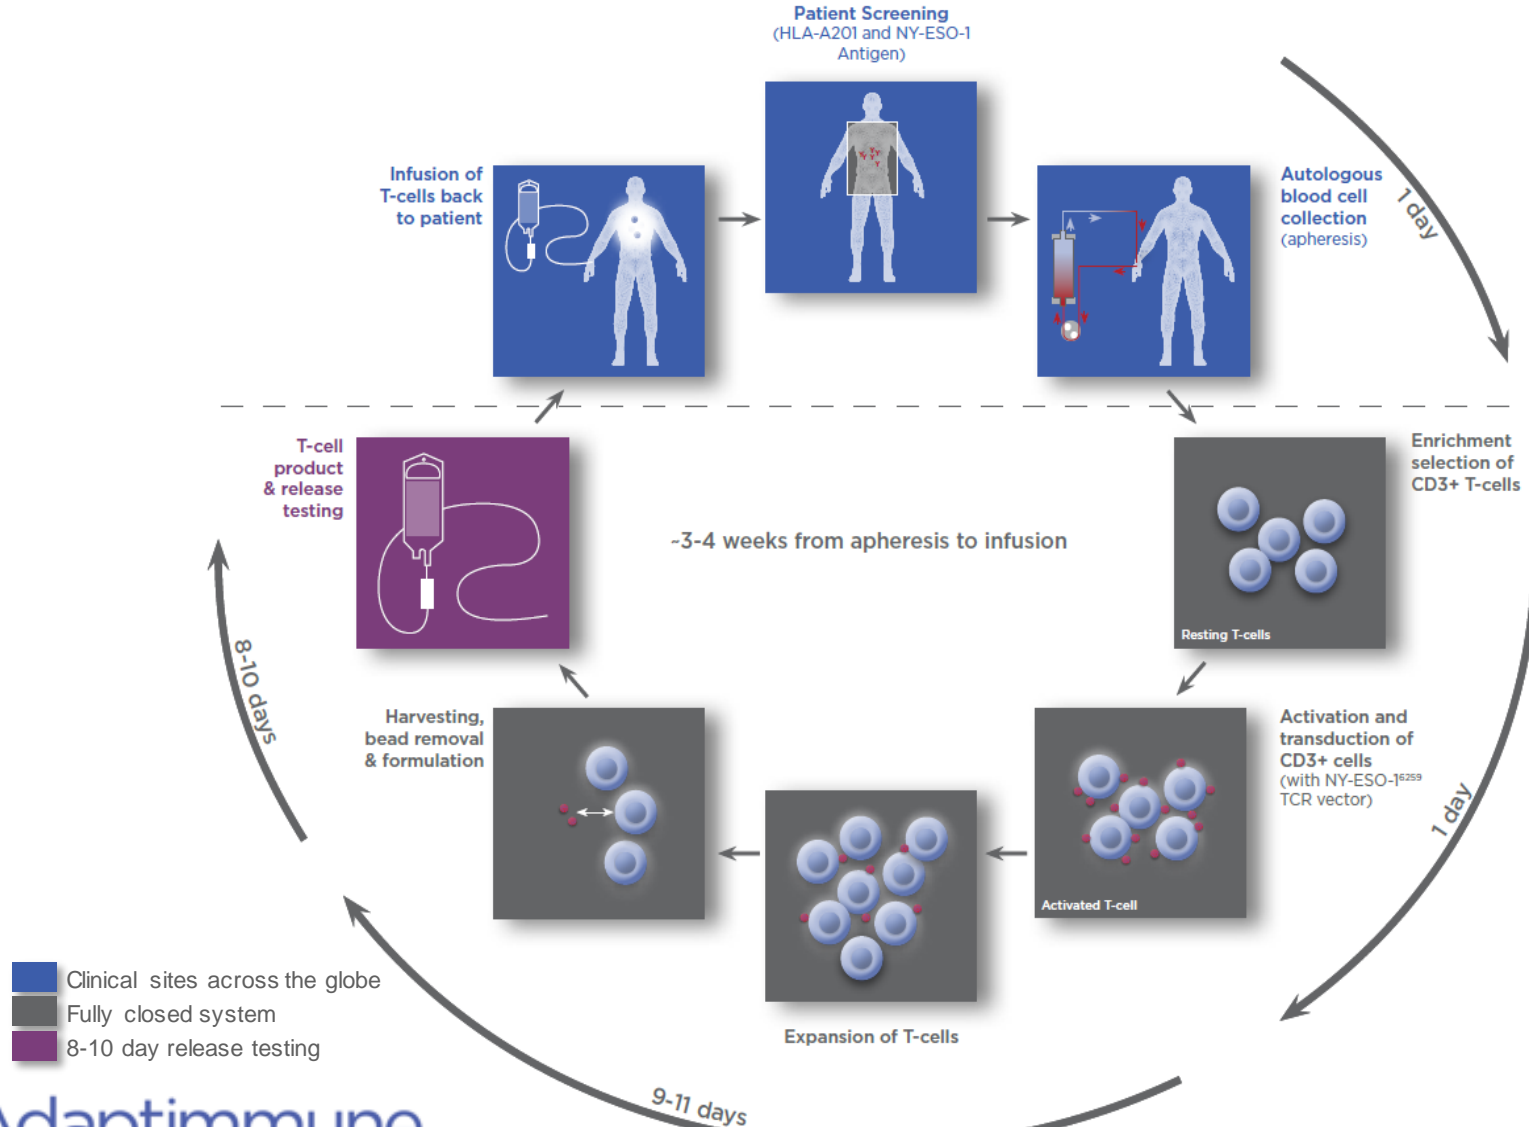 Patient Screening
(HLA-A201 and NY-ESO-1
Antigen)
Infusion of
T-cells back
to patient
Autologous
blood cell
collection
(apheresis)
1 day
T-cell
product
& release
testing
Enrichment
selection of
CD3+ T-cells
~3-4 weeks from apheresis to infusion
Resting T-cells
8-10 days
Harvesting,
bead removal
& formulation
Activation and
transduction of
CD3+ cells
(with NY-ESO-1⁶²⁵⁹
TCR vector)
1 day
Activated T-cell
Clinical sites across the globe
Fully closed system
8-10 day release testing
Expansion of T-cells
9-11 days
Adaptimmune